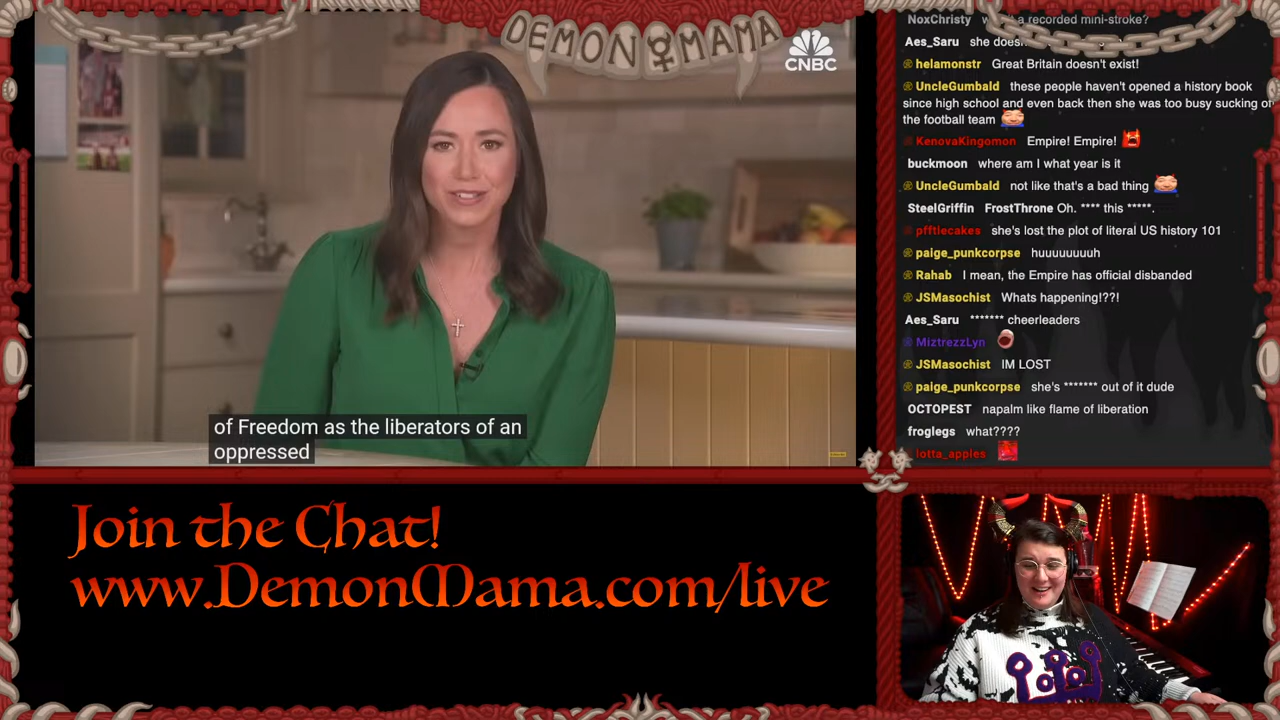 DEMON MAMA
CNBC
of Freedom as the liberators of an
oppressed
Join the Chat!
www.DemonMama.com/live
NoxChristy a recorded mini-stroke?
Aes_Saru she
helamonstr Great Britain doesn't exist!
UncleGumbald these people haven't opened a history book
since high school and even back then she was too busy sucking
the football team
KenovaKingomon Empire! Empire!
buckmoon where am I what year is it
UncleGumbald not like that's a bad thing
SteelGriffin FrostThrone Oh. **** this *****.
pfftlecakes she's lost the plot of literal US history 101
paige_punkcorpse huuuuuuuuh
Rahab I mean, the Empire has official disbanded
JSMasochist Whats happening!??!
Aes_Saru ******* cheerleaders
MiztrezzLyn
JSMasochist IM LOST
paige_punkcorpse she's ******* out of it dude
OCTOPEST napalm like flame of liberation
froglegs what????
lotta_apples